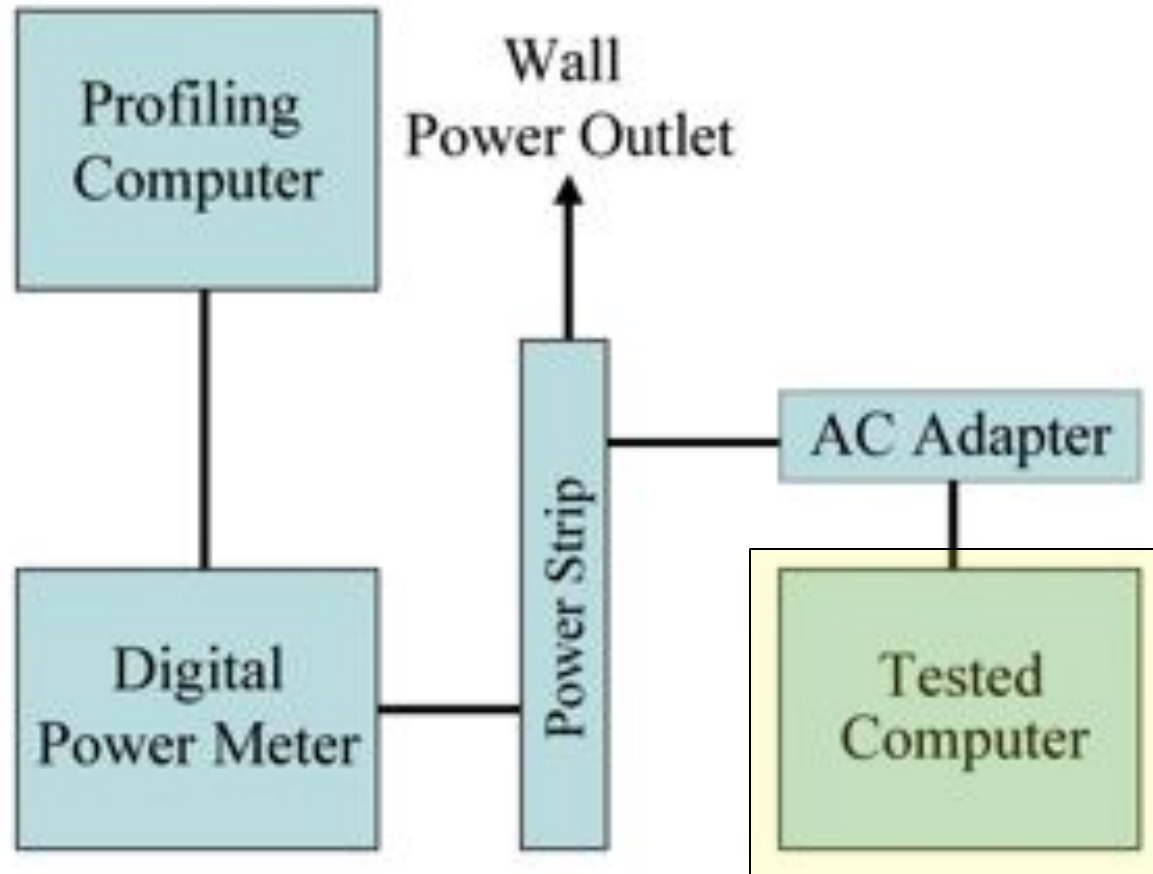 Profiling
Computer
Wall
Power Outlet
AC Adapter
Power Strip
Digital
Power Meter
Tested
Computer